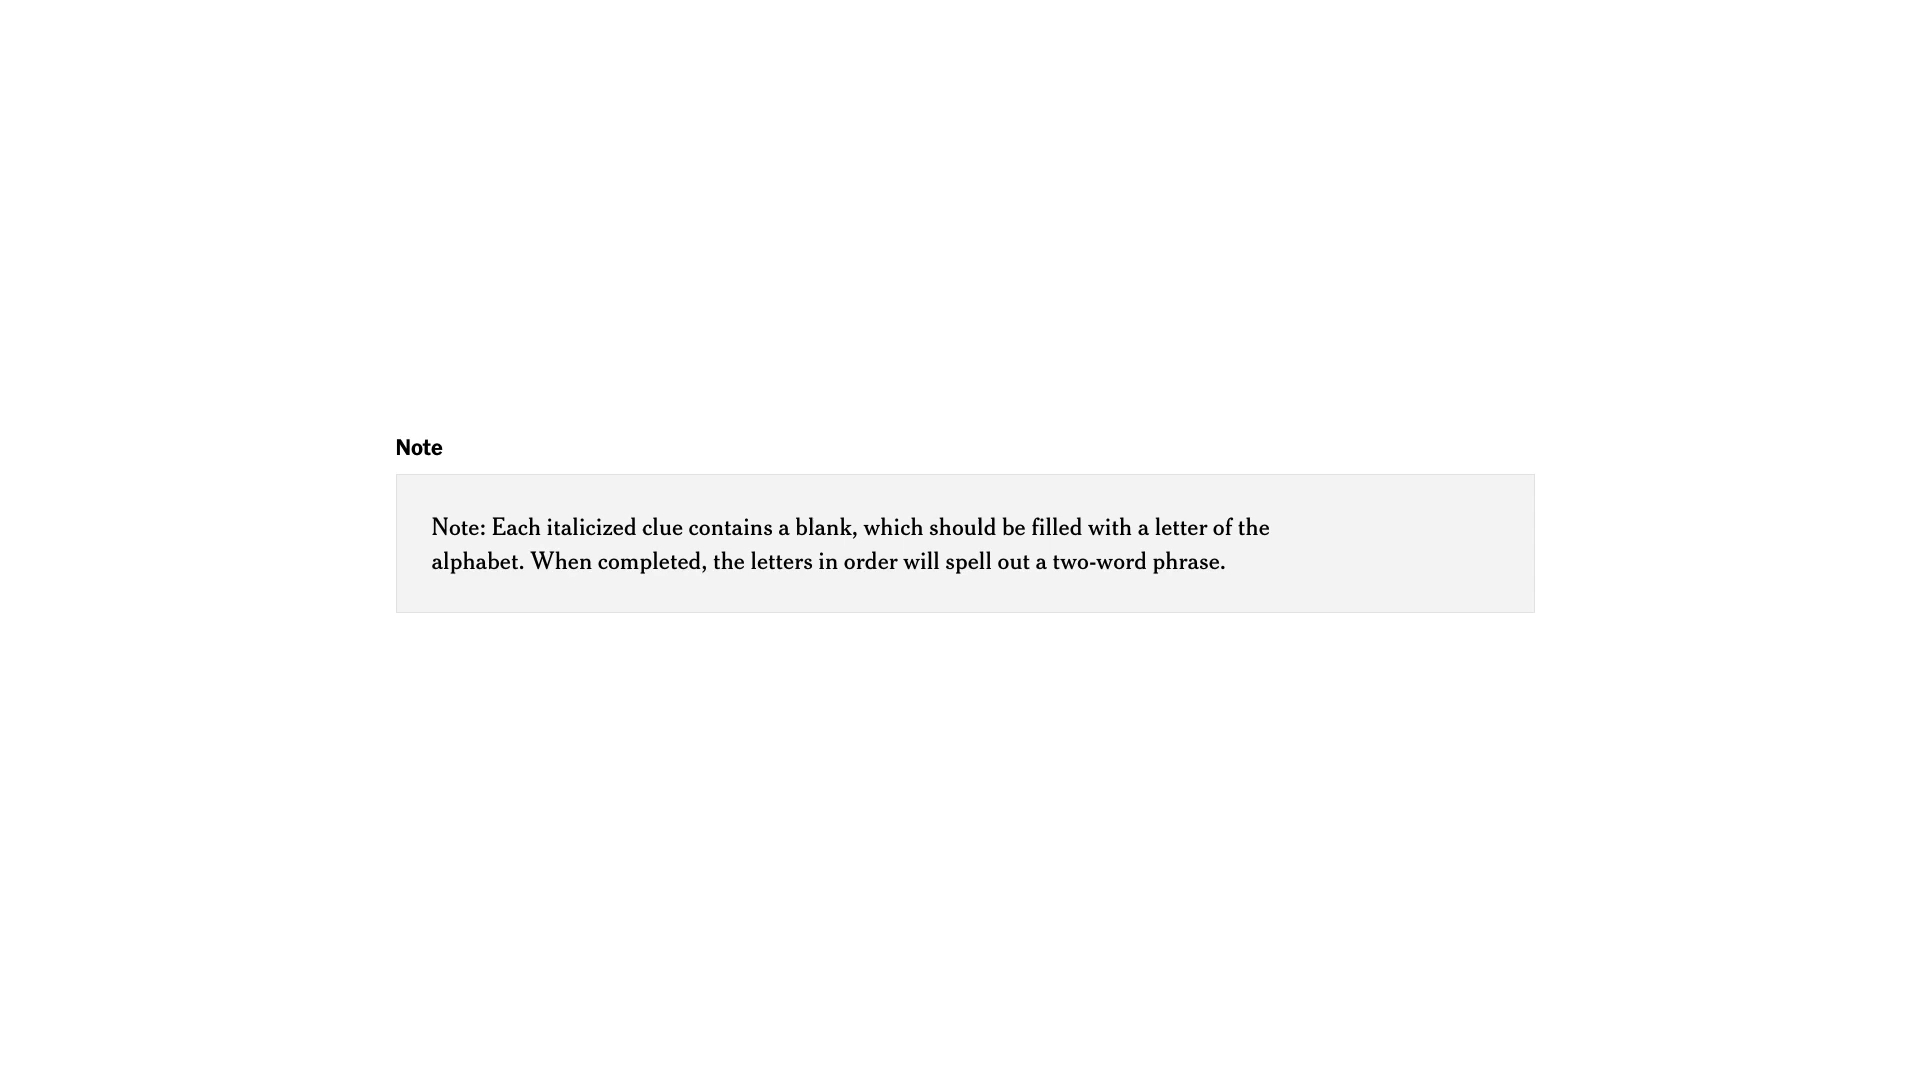 Note
Note: Each italicized clue contains a blank, which should be filled with a letter of the
alphabet. When completed, the letters in order will spell out a two-word phrase.